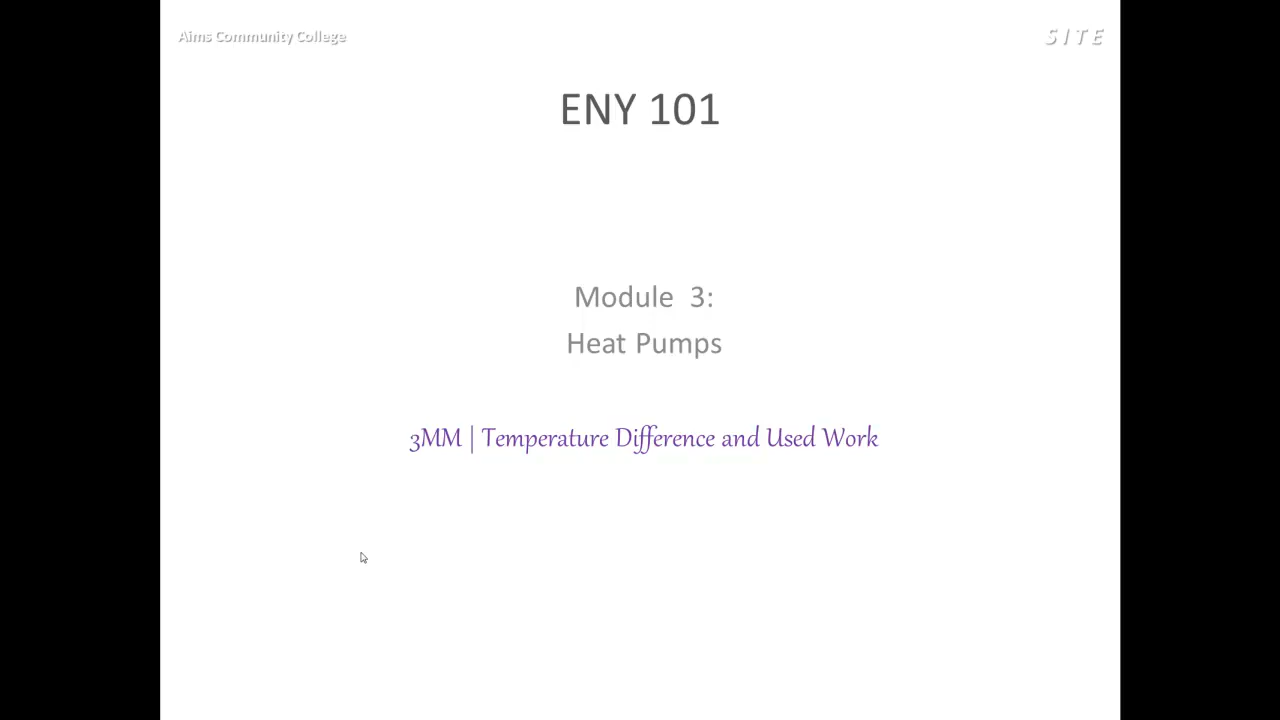 Aims Community College
SITE
ENY 101
Module 3:
Heat Pumps
3MM | Temperature Difference and Used Work